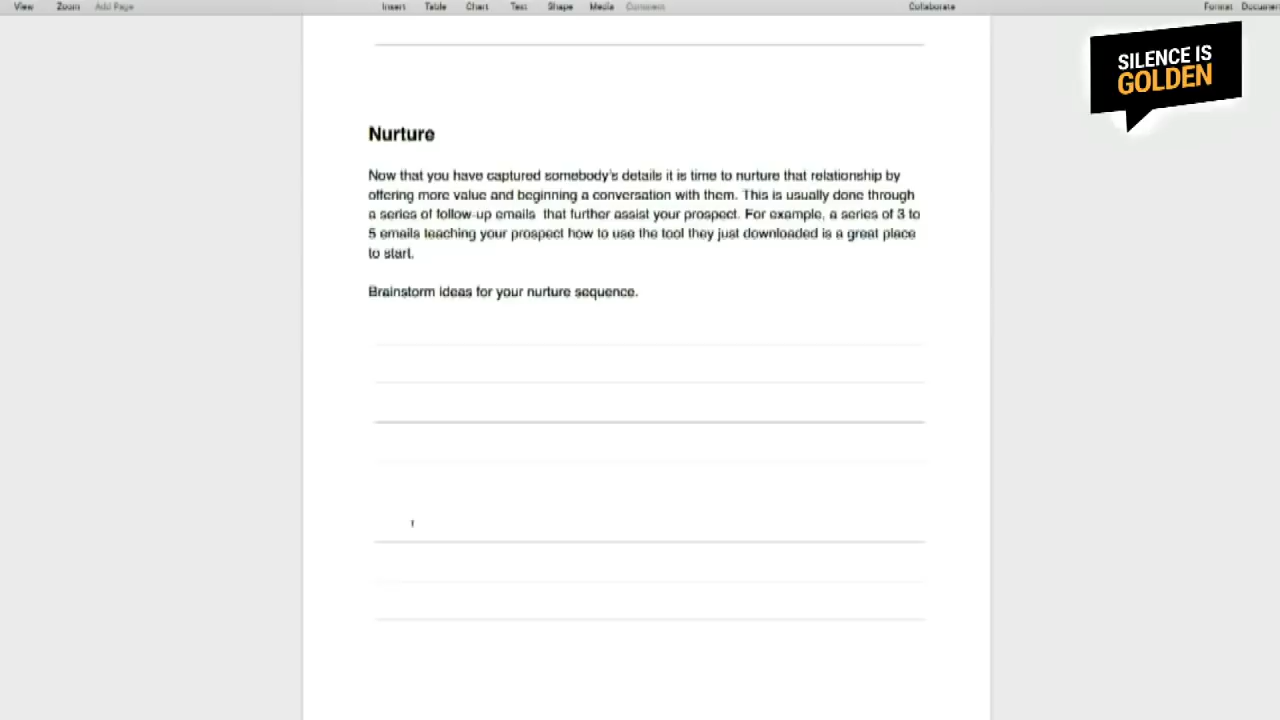 View Zoom Add Page Insert Table Chart Text Shape Media Comment Collaborate Format Documen
SILENCE IS
GOLDEN
Nurture
Now that you have captured somebody's details it is time to nurture that relationship by
offering more value and beginning a conversation with them. This is usually done through
a series of follow-up emails that further assist your prospect. For example, a series of 3 to
5 emails teaching your prospect how to use the tool they just downloaded is a great place
to start.
Brainstorm ideas for your nurture sequence.